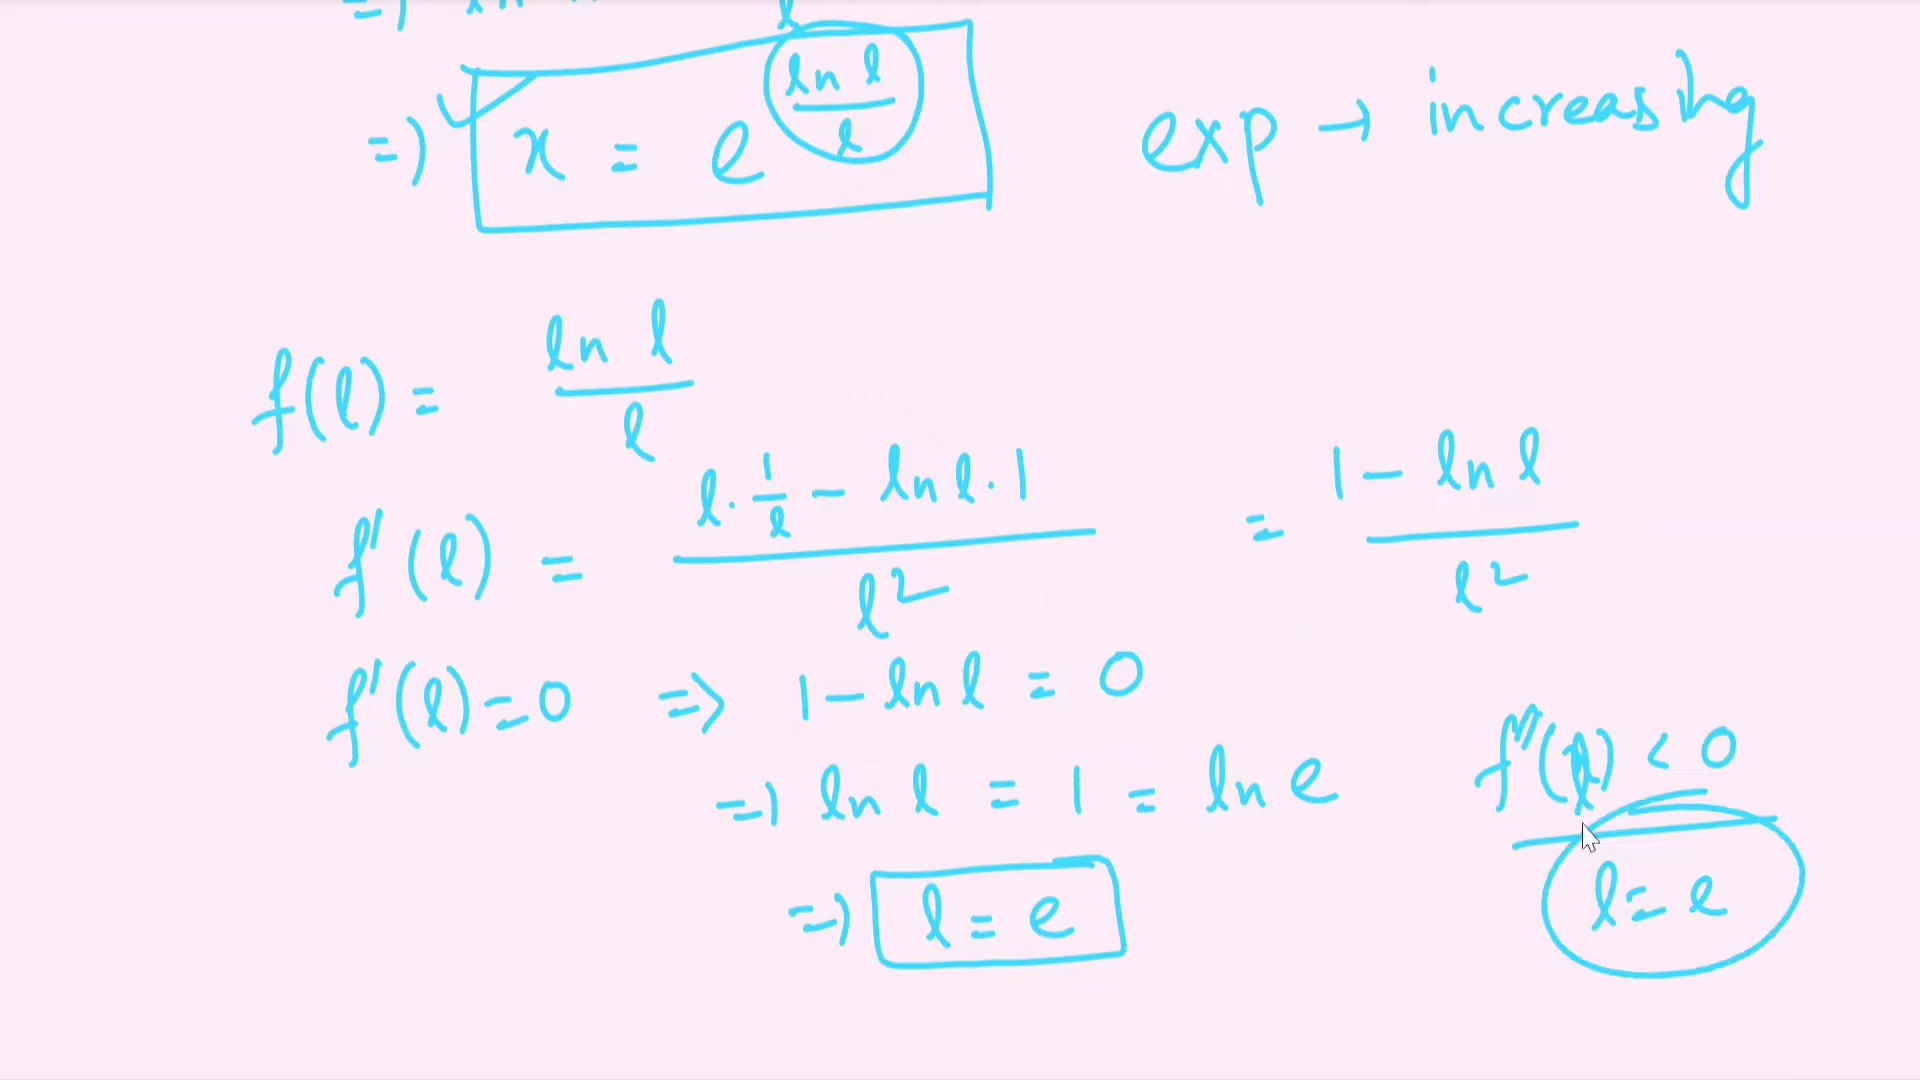 => x = e^(ln l / l) exp → increasing
f(l) = ln l / l
f'(l) = (l · 1/l − ln l · 1) / l² = (1 − ln l) / l²
f'(l) = 0 => 1 − ln l = 0
=> ln l = 1 = ln e
f''(l) < 0
=> l = e
l = e